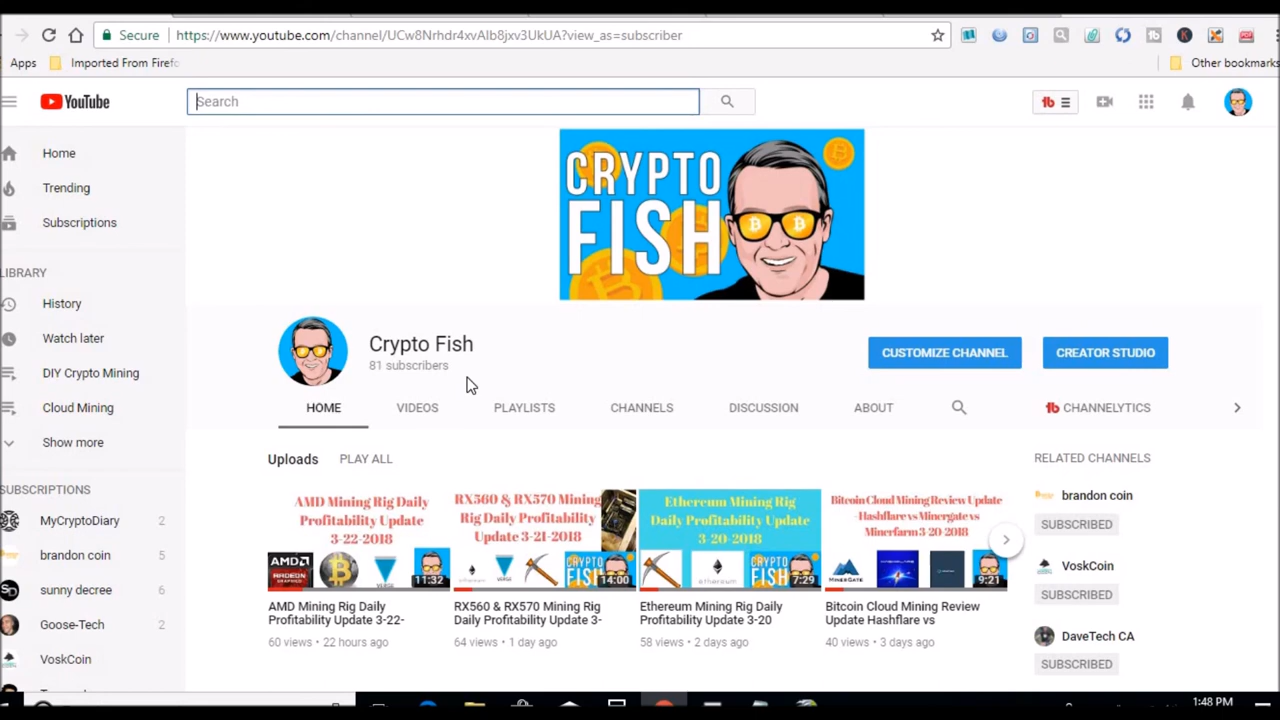 Secure
https://www.youtube.com/channel/UCw8Nrhdr4xvAlb8jxv3UkUA?view_as=subscriber
Apps
Imported From Firefo
Other bookmarks
YouTube
Search
Home
Trending
Subscriptions
LIBRARY
History
Watch later
DIY Crypto Mining
Cloud Mining
Show more
SUBSCRIPTIONS
MyCryptoDiary 2
brandon coin 5
sunny decree 6
Goose-Tech 2
VoskCoin
CRYPTO
FISH
Crypto Fish
81 subscribers
CUSTOMIZE CHANNEL
CREATOR STUDIO
HOME VIDEOS PLAYLISTS CHANNELS DISCUSSION ABOUT CHANNELYTICS
Uploads PLAY ALL
AMD Mining Rig Daily
Profitability Update
3-22-2018
AMD
RADEON
11:32
AMD Mining Rig Daily
Profitability Update 3-22-
60 views • 22 hours ago
RX560 & RX570 Mining
Rig Daily Profitability
Update 3-21-2018
14:00
RX560 & RX570 Mining Rig
Daily Profitability Update 3-
64 views • 1 day ago
Ethereum Mining Rig
Daily Profitability Update
3-20-2018
ethereum
7:29
Ethereum Mining Rig Daily
Profitability Update 3-20
58 views • 2 days ago
Bitcoin Cloud Mining Review Update
-Hashflare vs Minergate vs
Minerfarm 3-20-2018
MINERGATE
9:21
Bitcoin Cloud Mining Review
Update Hashflare vs
40 views • 3 days ago
RELATED CHANNELS
brandon coin
SUBSCRIBED
VoskCoin
SUBSCRIBED
DaveTech CA
SUBSCRIBED
1:48 PM